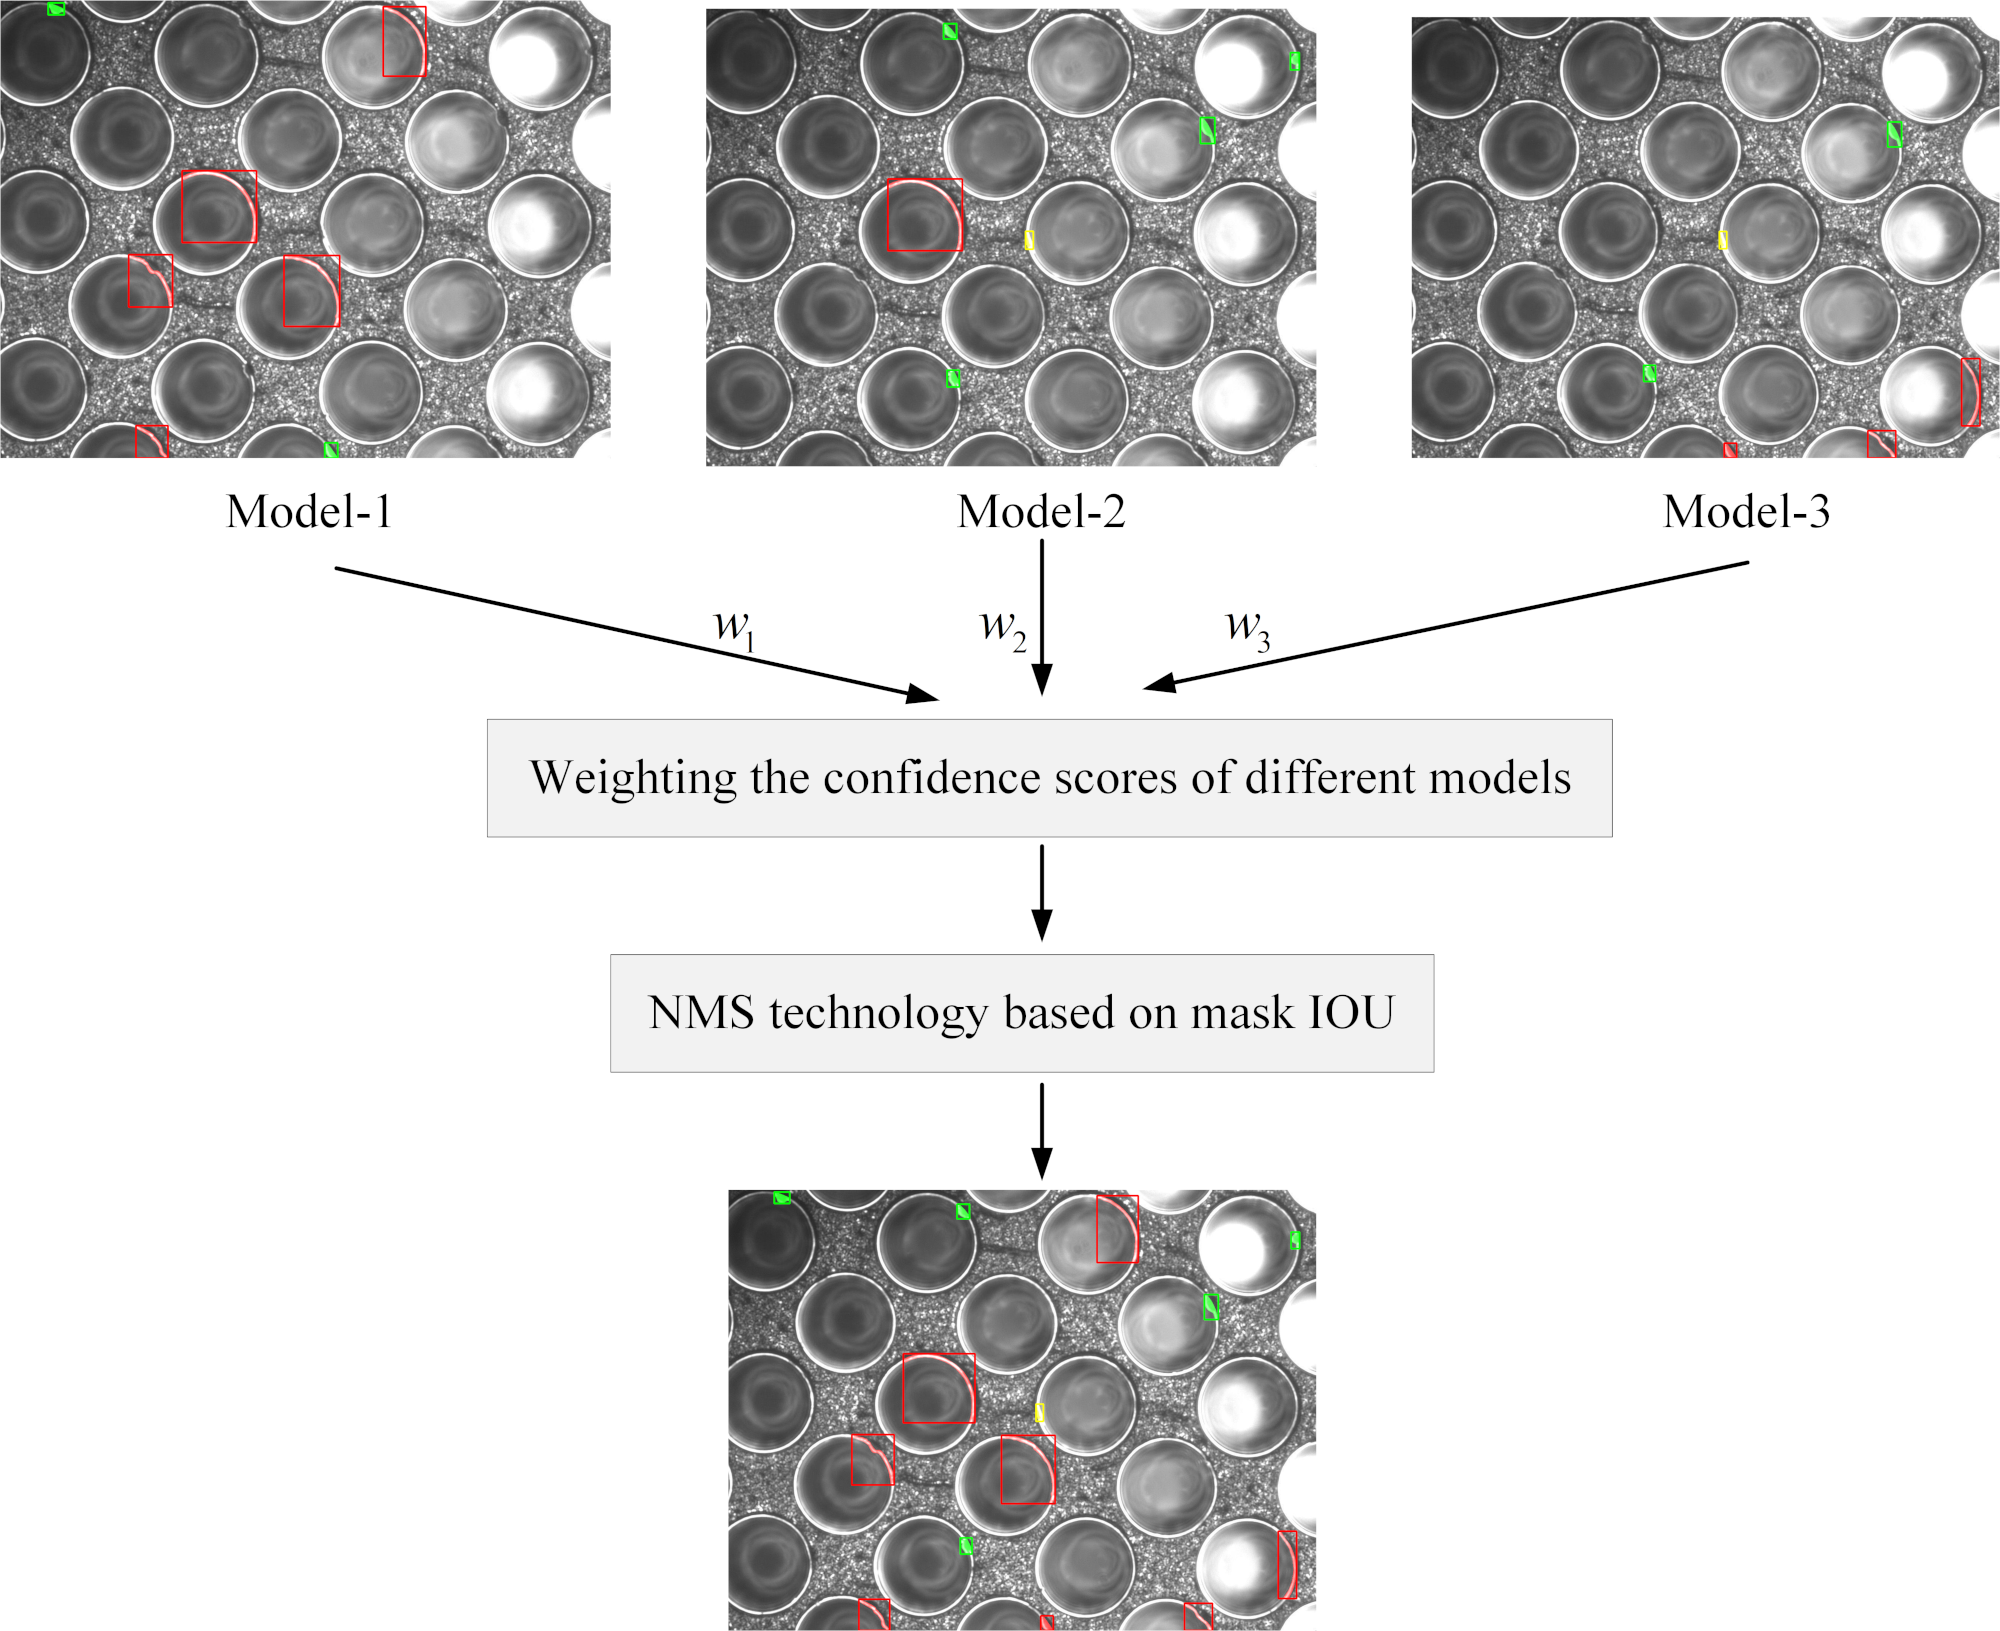 Model-1
Model-2
Model-3
w1
w2
w3
Weighting the confidence scores of different models
NMS technology based on mask IOU